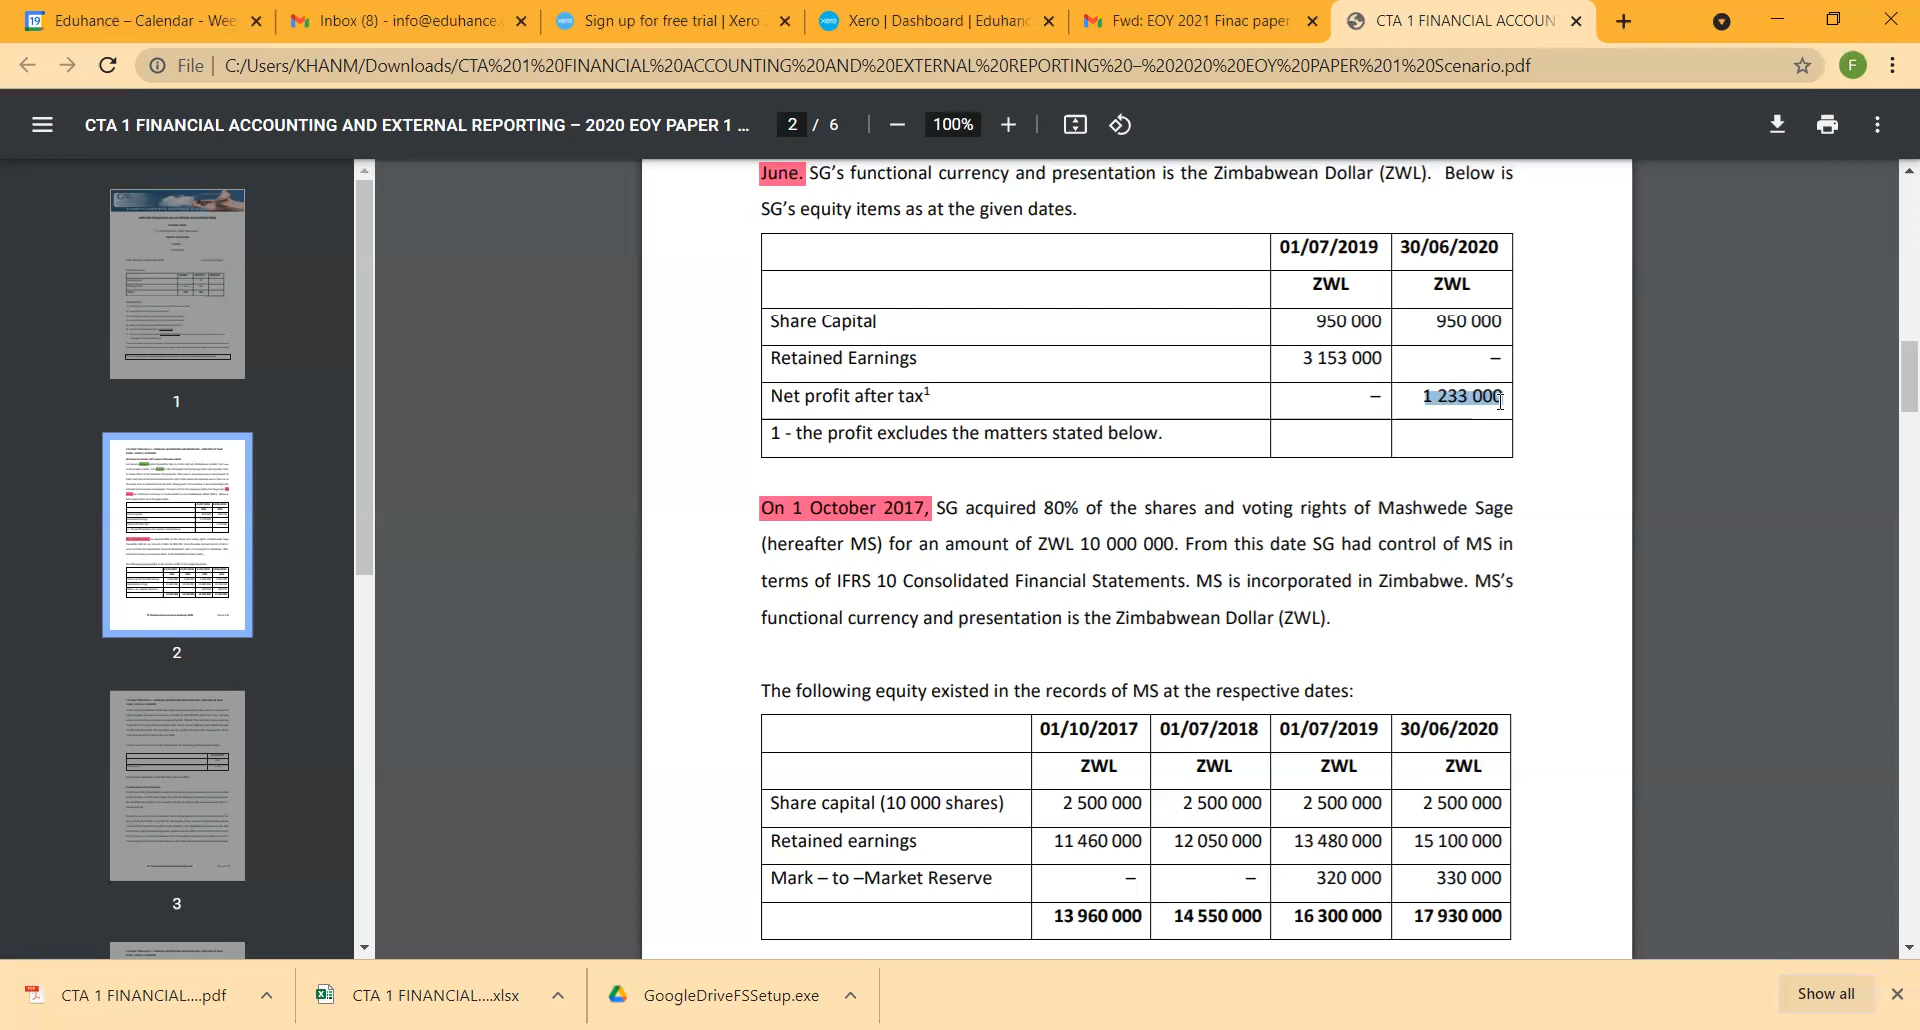 Eduhance – Calendar - Wee
Inbox (8) - info@eduhance.
Sign up for free trial | Xero
Xero | Dashboard | Eduhanc
Fwd: EOY 2021 Finac paper
CTA 1 FINANCIAL ACCOUN
File | C:/Users/KHANM/Downloads/CTA%201%20FINANCIAL%20ACCOUNTING%20AND%20EXTERNAL%20REPORTING%20–%202020%20EOY%20PAPER%201%20Scenario.pdf
F
CTA 1 FINANCIAL ACCOUNTING AND EXTERNAL REPORTING – 2020 EOY PAPER 1 ...
2 / 6
100%
1
2
3
June. SG's functional currency and presentation is the Zimbabwean Dollar (ZWL). Below is
SG's equity items as at the given dates.
01/07/2019 30/06/2020
ZWL ZWL
Share Capital 950 000 950 000
Retained Earnings 3 153 000 –
Net profit after tax1 – 1 233 000
1 - the profit excludes the matters stated below.
On 1 October 2017, SG acquired 80% of the shares and voting rights of Mashwede Sage
(hereafter MS) for an amount of ZWL 10 000 000. From this date SG had control of MS in
terms of IFRS 10 Consolidated Financial Statements. MS is incorporated in Zimbabwe. MS's
functional currency and presentation is the Zimbabwean Dollar (ZWL).
The following equity existed in the records of MS at the respective dates:
01/10/2017 01/07/2018 01/07/2019 30/06/2020
ZWL ZWL ZWL ZWL
Share capital (10 000 shares) 2 500 000 2 500 000 2 500 000 2 500 000
Retained earnings 11 460 000 12 050 000 13 480 000 15 100 000
Mark – to –Market Reserve – – 320 000 330 000
13 960 000 14 550 000 16 300 000 17 930 000
CTA 1 FINANCIAL....pdf
CTA 1 FINANCIAL....xlsx
GoogleDriveFSSetup.exe
Show all